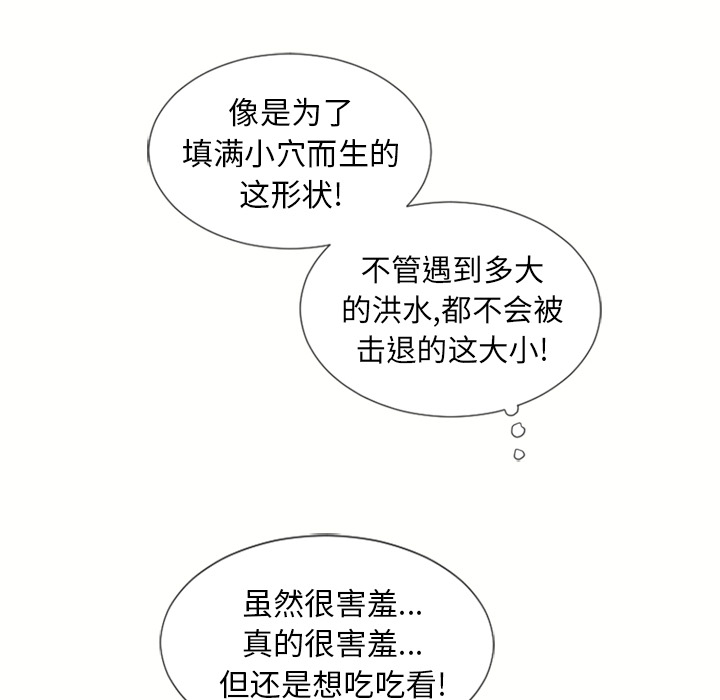 像是为了
填满小穴而生的
这形状!
不管遇到多大
的洪水,都不会被
击退的这大小!
虽然很害羞...
真的很害羞...
但还是想吃吃看!